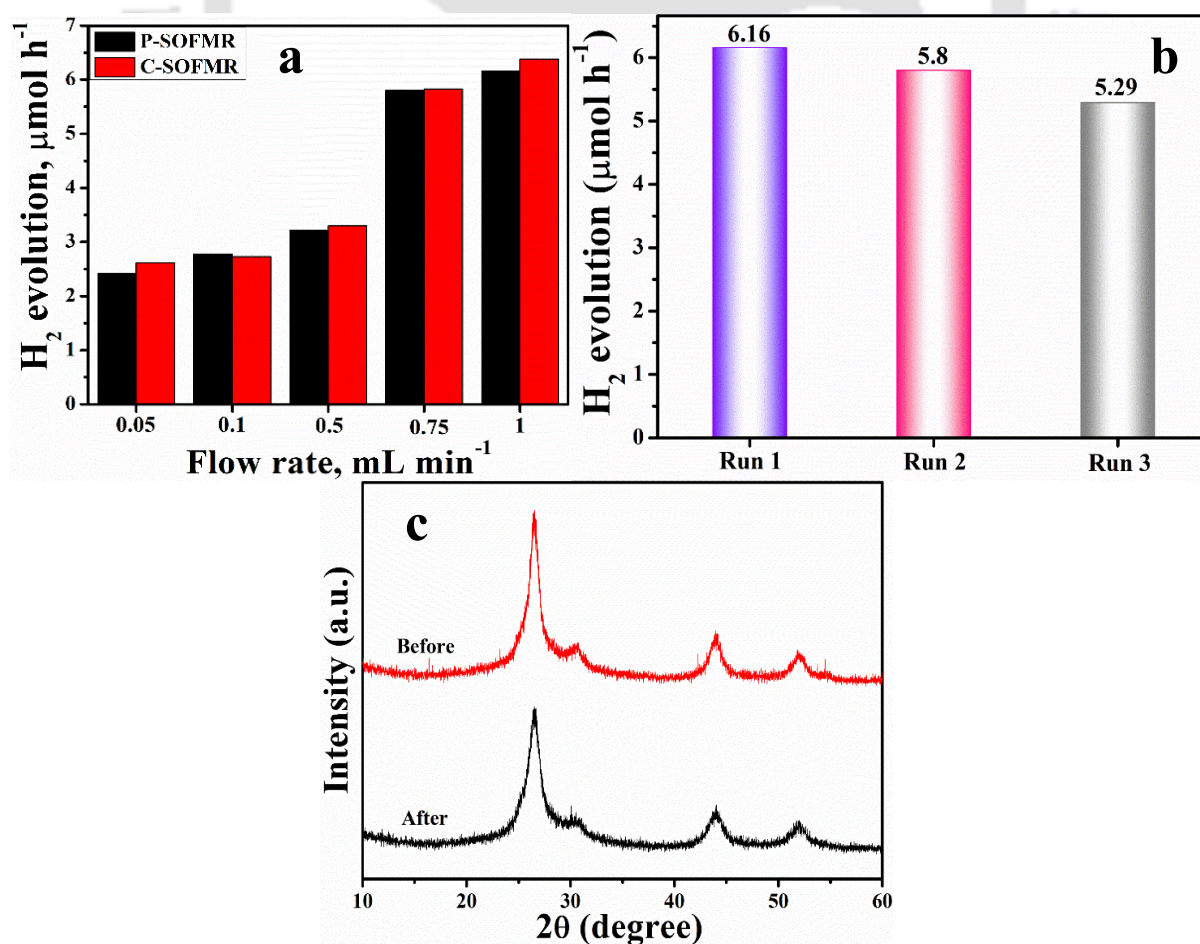 a
P-SOFMR
C-SOFMR
H₂ evolution, μmol h⁻¹
7
6
5
4
3
2
1
0
0.05 0.1 0.5 0.75 1
Flow rate, mL min⁻¹
b
H₂ evolution (μmol h⁻¹)
6
5
4
3
2
1
0
6.16
5.8
5.29
Run 1 Run 2 Run 3
c
Intensity (a.u.)
Before
After
10 20 30 40 50 60
2θ (degree)